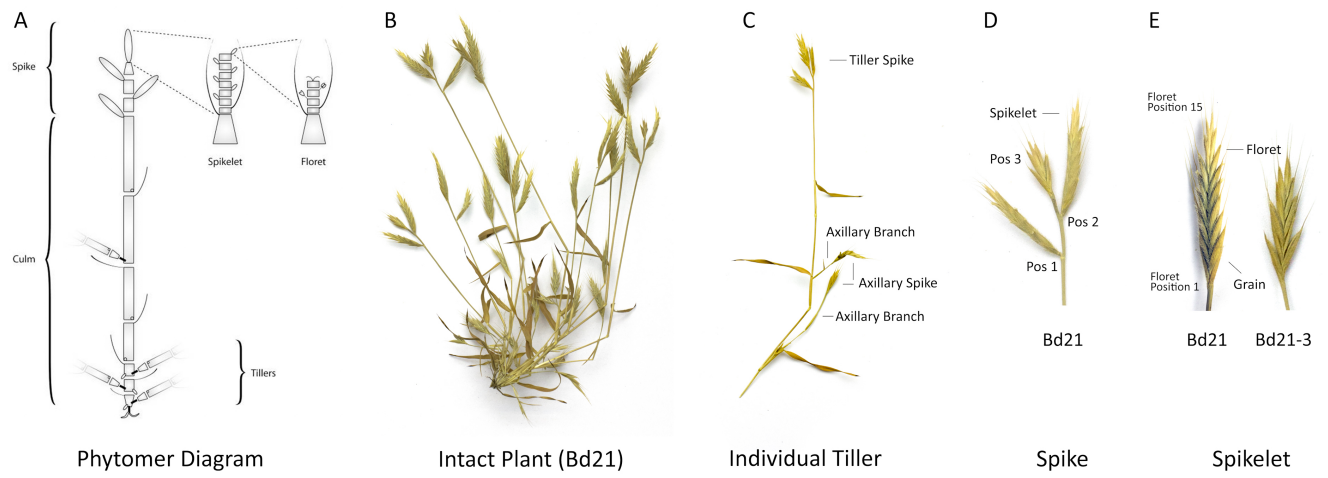 A
Spike
Culm
Spikelet
Floret
Tillers
Phytomer Diagram
B
Intact Plant (Bd21)
C
Tiller Spike
Axillary Branch
Axillary Spike
Axillary Branch
Individual Tiller
D
Spikelet
Pos 3
Pos 2
Pos 1
Bd21
Spike
E
Floret
Position 15
Floret
Floret
Position 1
Grain
Bd21
Bd21-3
Spikelet